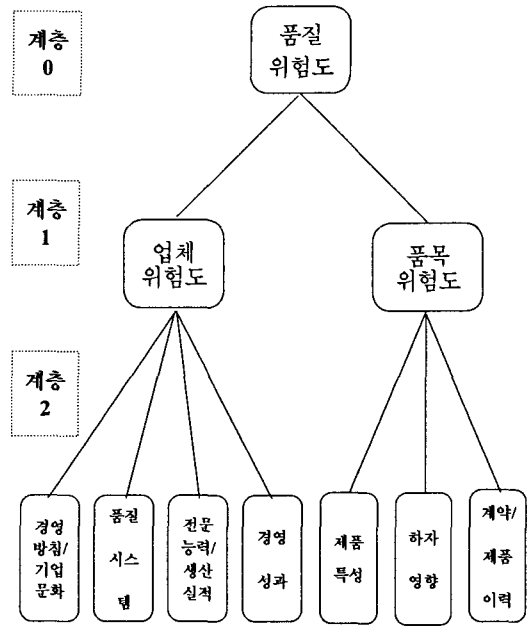 계층
0
품질
위험도
계층
1
업체
위험도
품목
위험도
계층
2
경영
방침/
기업
문화
품질
시스
템
전문
능력/
생산
실적
경영
성과
제품
특성
하자
영향
계약/
제품
이력